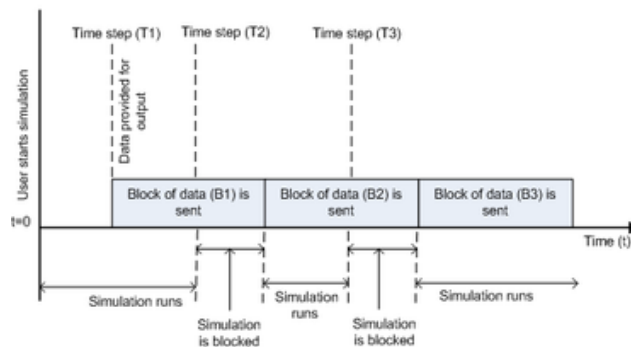 Time step (T1)
Time step (T2)
Time step (T3)
User starts simulation
Data provided for
output
Block of data (B1) is
sent
Block of data (B2) is
sent
Block of data (B3) is
sent
t=0
Time (t)
Simulation runs
Simulation
is blocked
Simulation
runs
Simulation
is blocked
Simulation runs